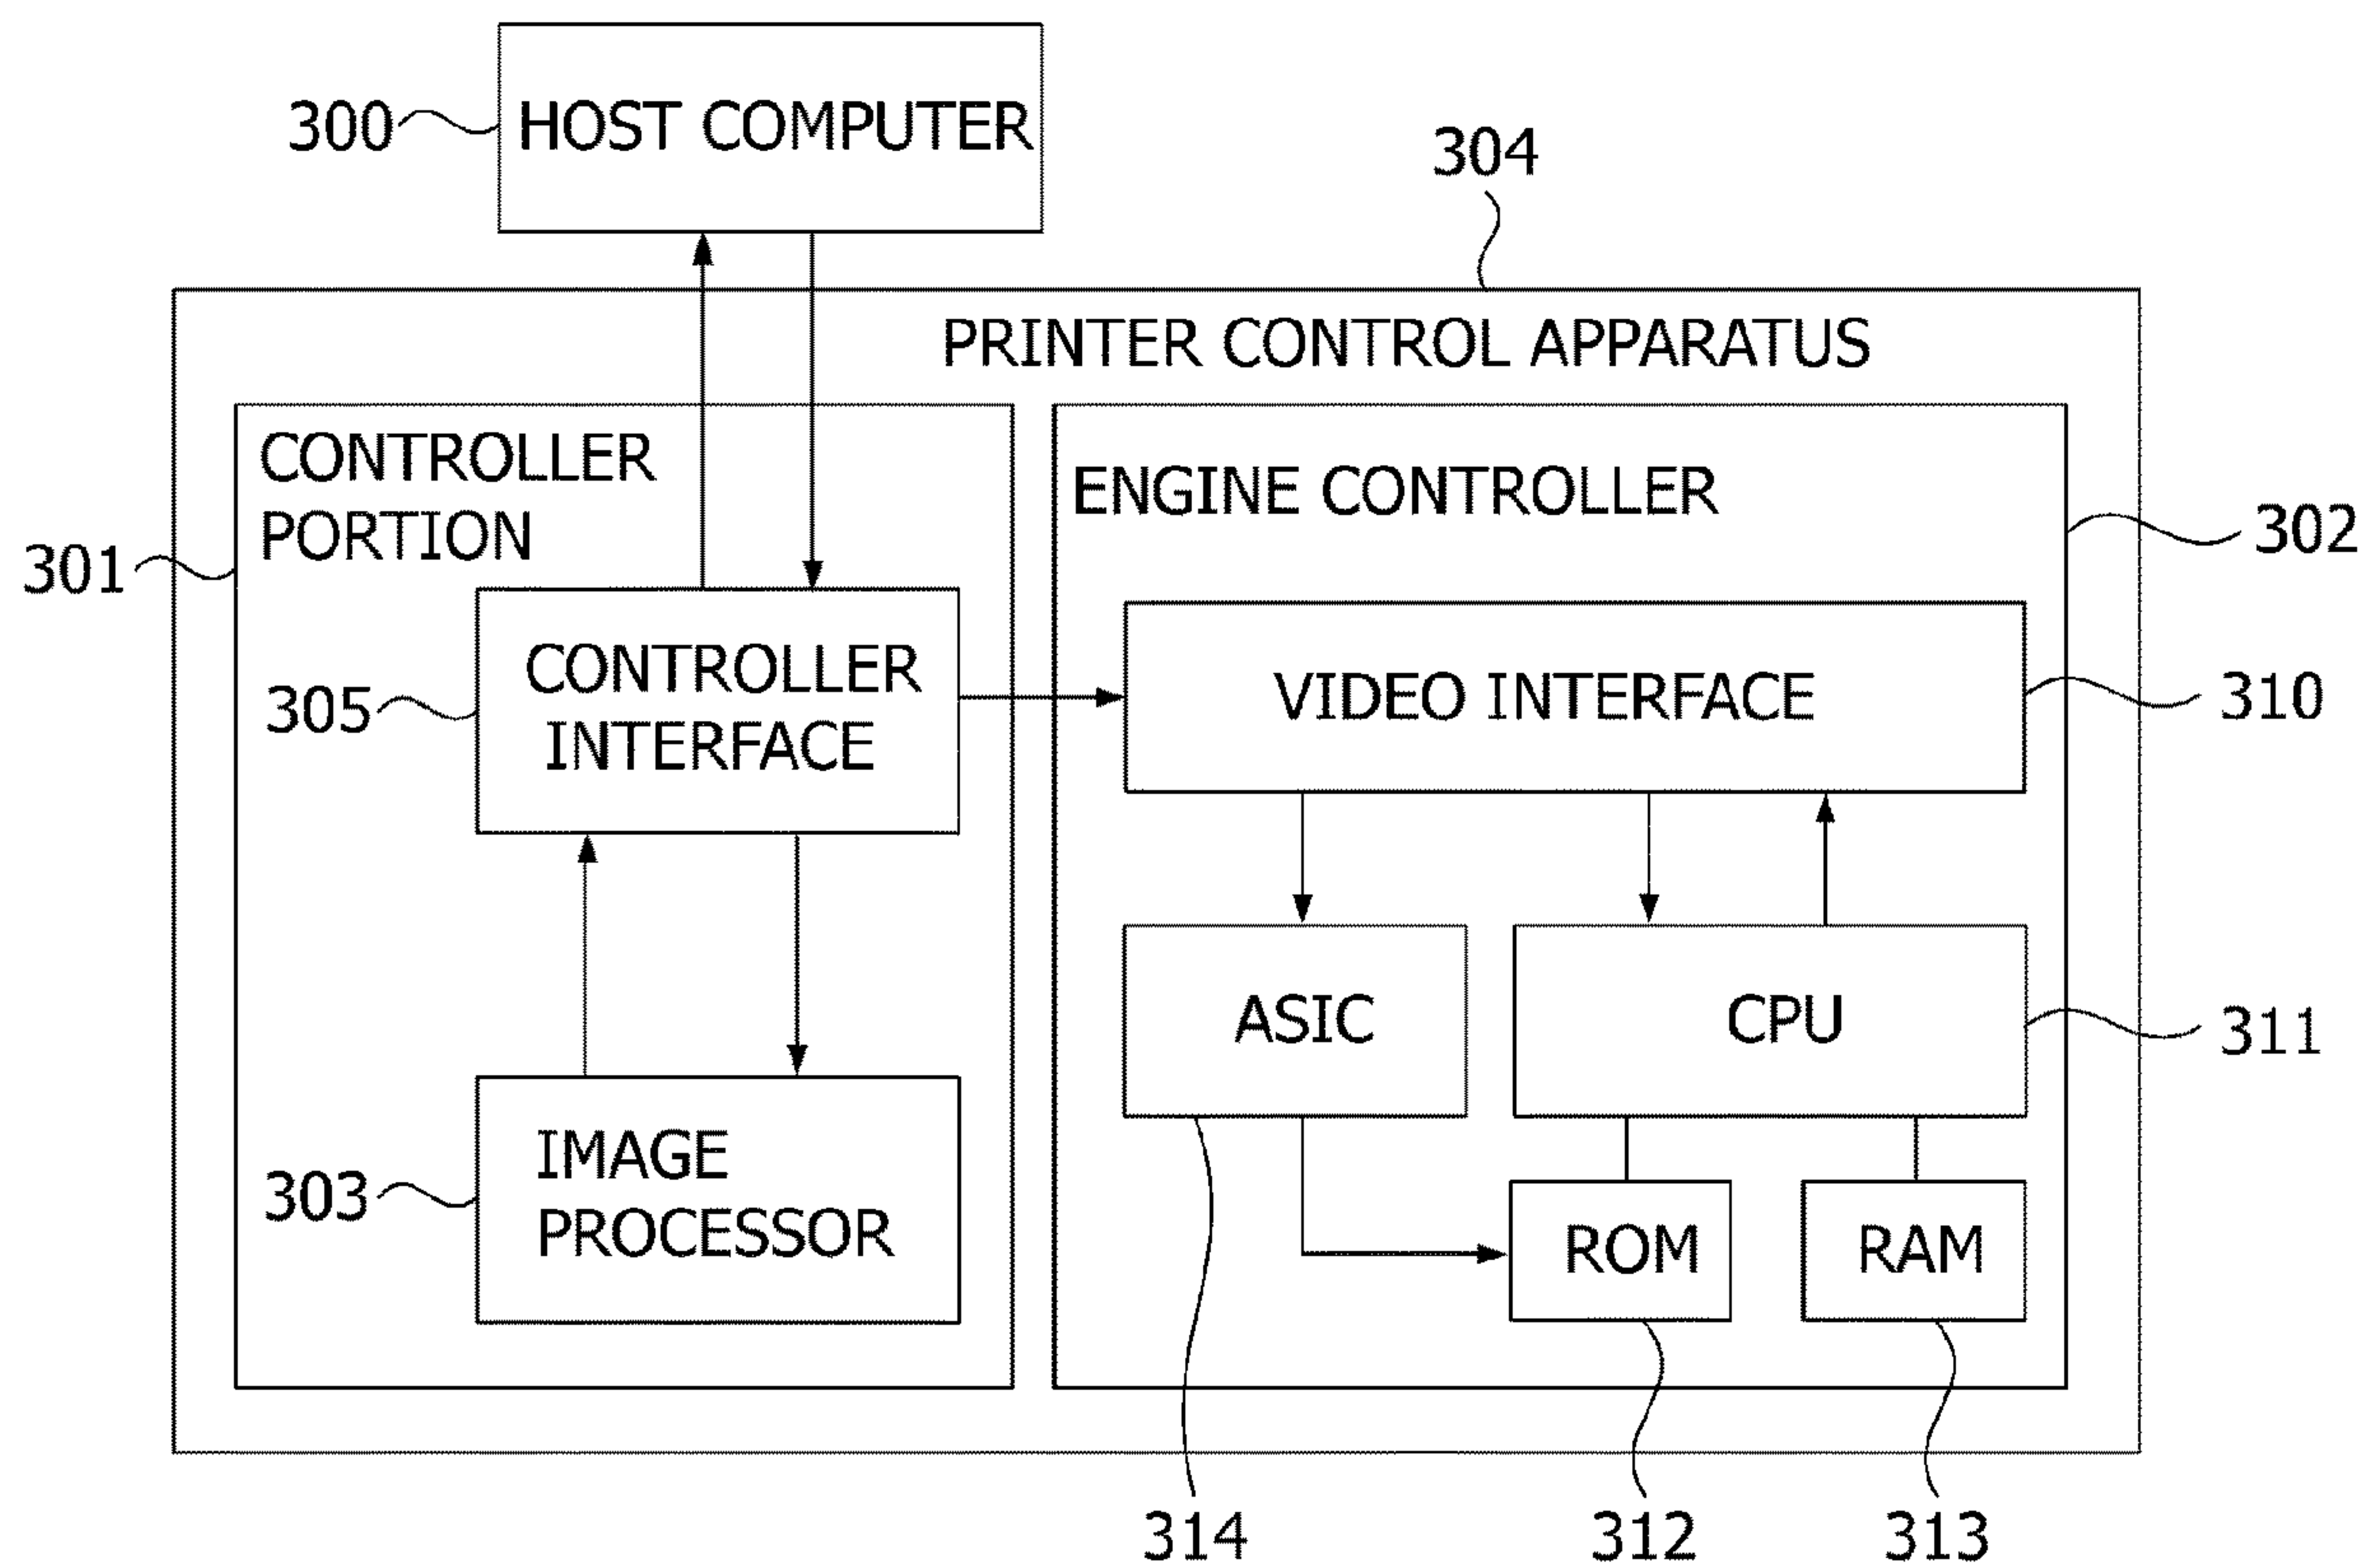 300
HOST COMPUTER
304
PRINTER CONTROL APPARATUS
CONTROLLER
PORTION
301
ENGINE CONTROLLER
302
CONTROLLER
INTERFACE
305
VIDEO INTERFACE
310
ASIC
CPU
311
IMAGE
PROCESSOR
303
ROM
RAM
314
312
313